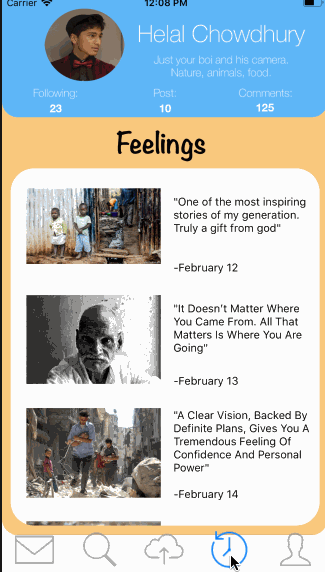 Carrier 12:08 PM
Helal Chowdhury
Just your boi and his camera.
Nature, animals, food.
Following: Post: Comments:
23 10 125
Feelings
"One of the most inspiring
stories of my generation.
Truly a gift from god"
-February 12
"It Doesn't Matter Where
You Came From. All That
Matters Is Where You Are
Going"
-February 13
"A Clear Vision, Backed By
Definite Plans, Gives You A
Tremendous Feeling Of
Confidence And Personal
Power"
-February 14